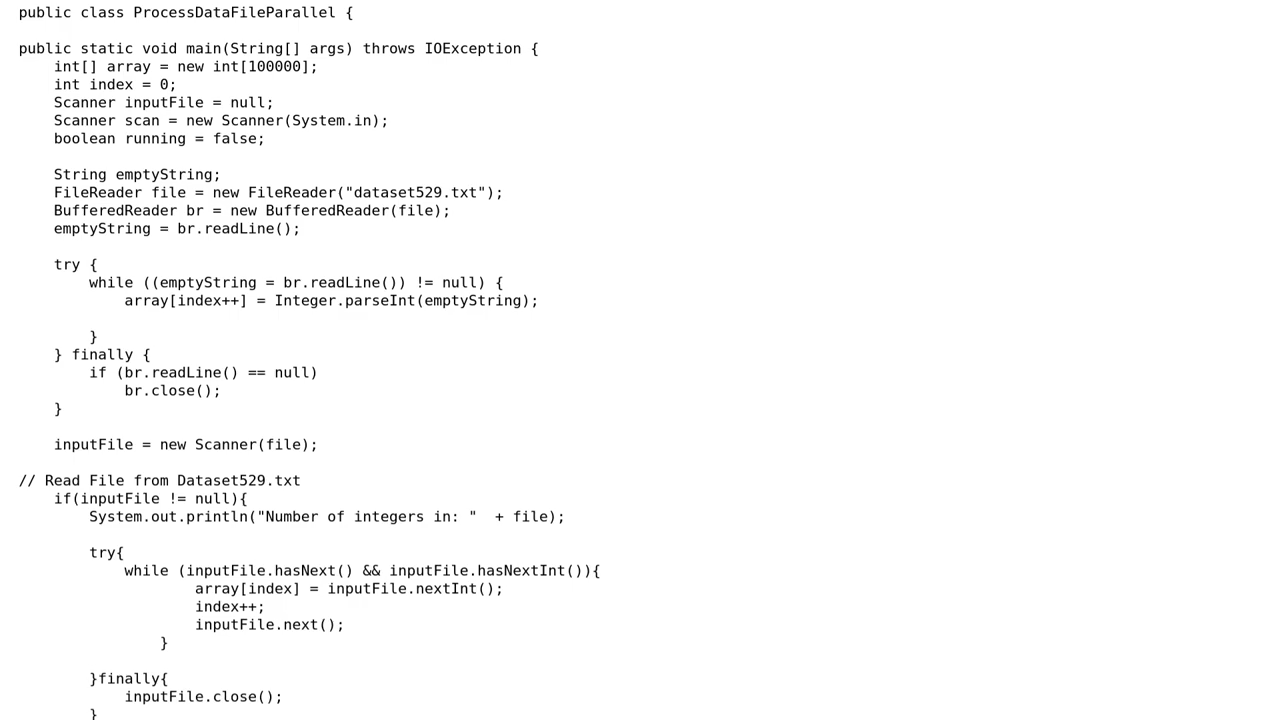 public class ProcessDataFileParallel {
public static void main(String[] args) throws IOException {
int[] array = new int[100000];
int index = 0;
Scanner inputFile = null;
Scanner scan = new Scanner(System.in);
boolean running = false;
String emptyString;
FileReader file = new FileReader("dataset529.txt");
BufferedReader br = new BufferedReader(file);
emptyString = br.readLine();
try {
while ((emptyString = br.readLine()) != null) {
array[index++] = Integer.parseInt(emptyString);
}
} finally {
if (br.readLine() == null)
br.close();
}
inputFile = new Scanner(file);
// Read File from Dataset529.txt
if(inputFile != null){
System.out.println("Number of integers in: "  + file);
try{
while (inputFile.hasNext() && inputFile.hasNextInt()){
array[index] = inputFile.nextInt();
index++;
inputFile.next();
}
}finally{
inputFile.close();
}